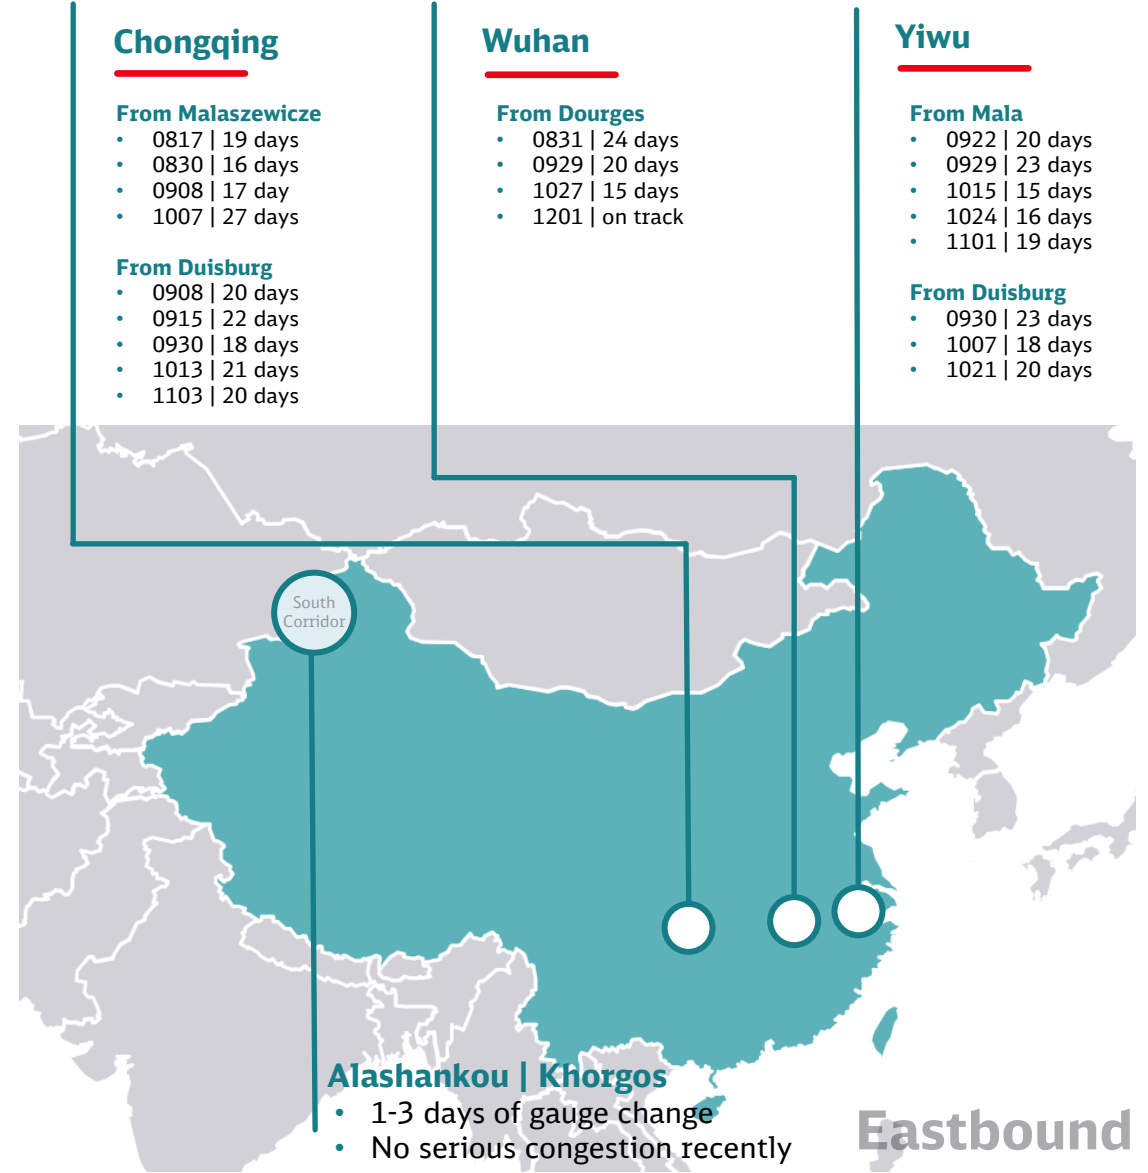 Chongqing
From Malaszewicze
• 0817 | 19 days
• 0830 | 16 days
• 0908 | 17 day
• 1007 | 27 days
From Duisburg
• 0908 | 20 days
• 0915 | 22 days
• 0930 | 18 days
• 1013 | 21 days
• 1103 | 20 days
Wuhan
From Dourges
• 0831 | 24 days
• 0929 | 20 days
• 1027 | 15 days
• 1201 | on track
Yiwu
From Mala
• 0922 | 20 days
• 0929 | 23 days
• 1015 | 15 days
• 1024 | 16 days
• 1101 | 19 days
From Duisburg
• 0930 | 23 days
• 1007 | 18 days
• 1021 | 20 days
South
Corridor
Alashankou | Khorgos
• 1-3 days of gauge change
• No serious congestion recently
Eastbound